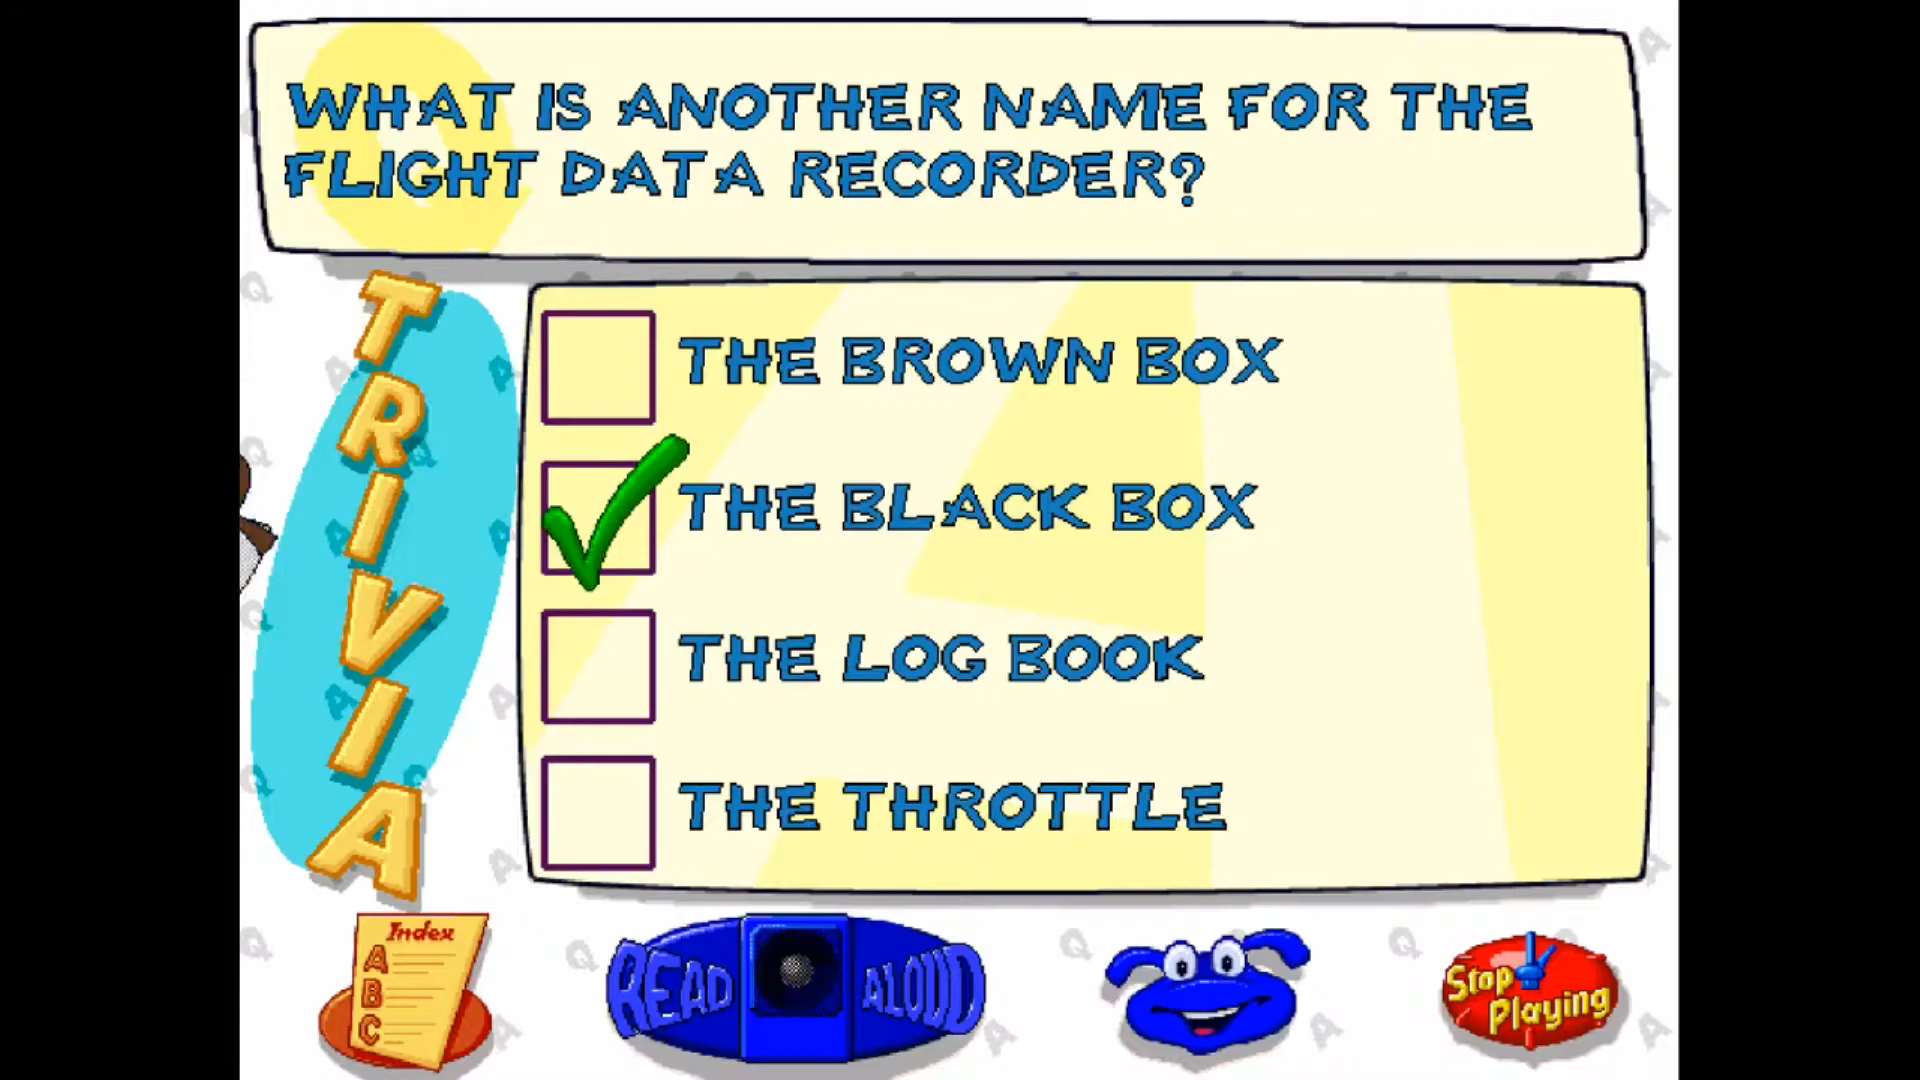 WHAT IS ANOTHER NAME FOR THE
FLIGHT DATA RECORDER?
TRIVIA
THE BROWN BOX
THE BLACK BOX
THE LOG BOOK
THE THROTTLE
Index
A
B
C
READ ALOUD
Stop
Playing